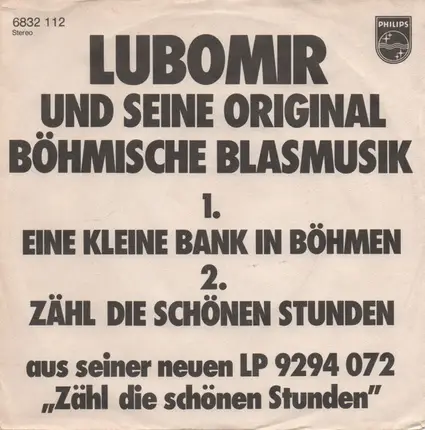 6832 112
Stereo
PHILIPS
LUBOMIR
UND SEINE ORIGINAL
BÖHMISCHE BLASMUSIK
1.
EINE KLEINE BANK IN BÖHMEN
2.
ZÄHL DIE SCHÖNEN STUNDEN
aus seiner neuen LP 9294 072
„Zähl die schönen Stunden”